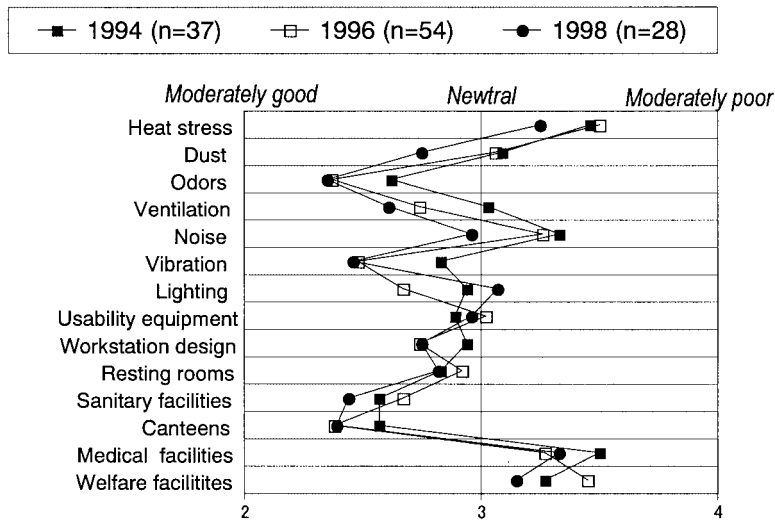 1994 (n=37) 1996 (n=54) 1998 (n=28)
Moderately good Newtral Moderately poor
Heat stress
Dust
Odors
Ventilation
Noise
Vibration
Lighting
Usability equipment
Workstation design
Resting rooms
Sanitary facilities
Canteens
Medical facilities
Welfare facilitites
2 3 4